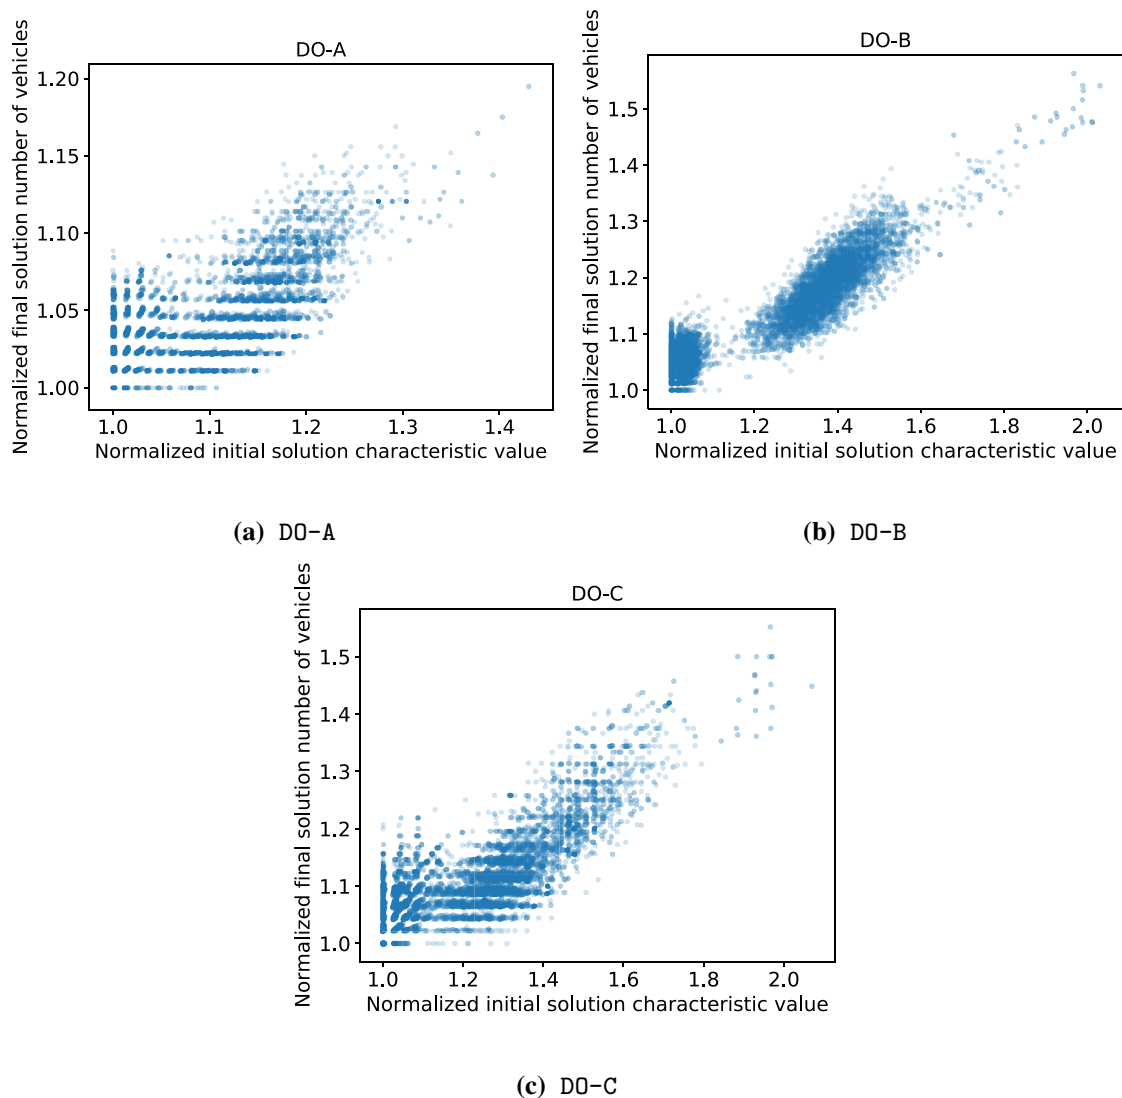 DO-A
Normalized final solution number of vehicles
1.20
1.15
1.10
1.05
1.00
1.0 1.1 1.2 1.3 1.4
Normalized initial solution characteristic value
(a) DO-A
DO-B
Normalized final solution number of vehicles
1.5
1.4
1.3
1.2
1.1
1.0
1.0 1.2 1.4 1.6 1.8 2.0
Normalized initial solution characteristic value
(b) DO-B
DO-C
Normalized final solution number of vehicles
1.5
1.4
1.3
1.2
1.1
1.0
1.0 1.2 1.4 1.6 1.8 2.0
Normalized initial solution characteristic value
(c) DO-C